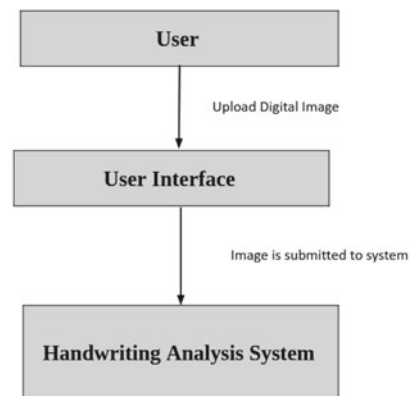 User
Upload Digital Image
User Interface
Image is submitted to system
Handwriting Analysis System